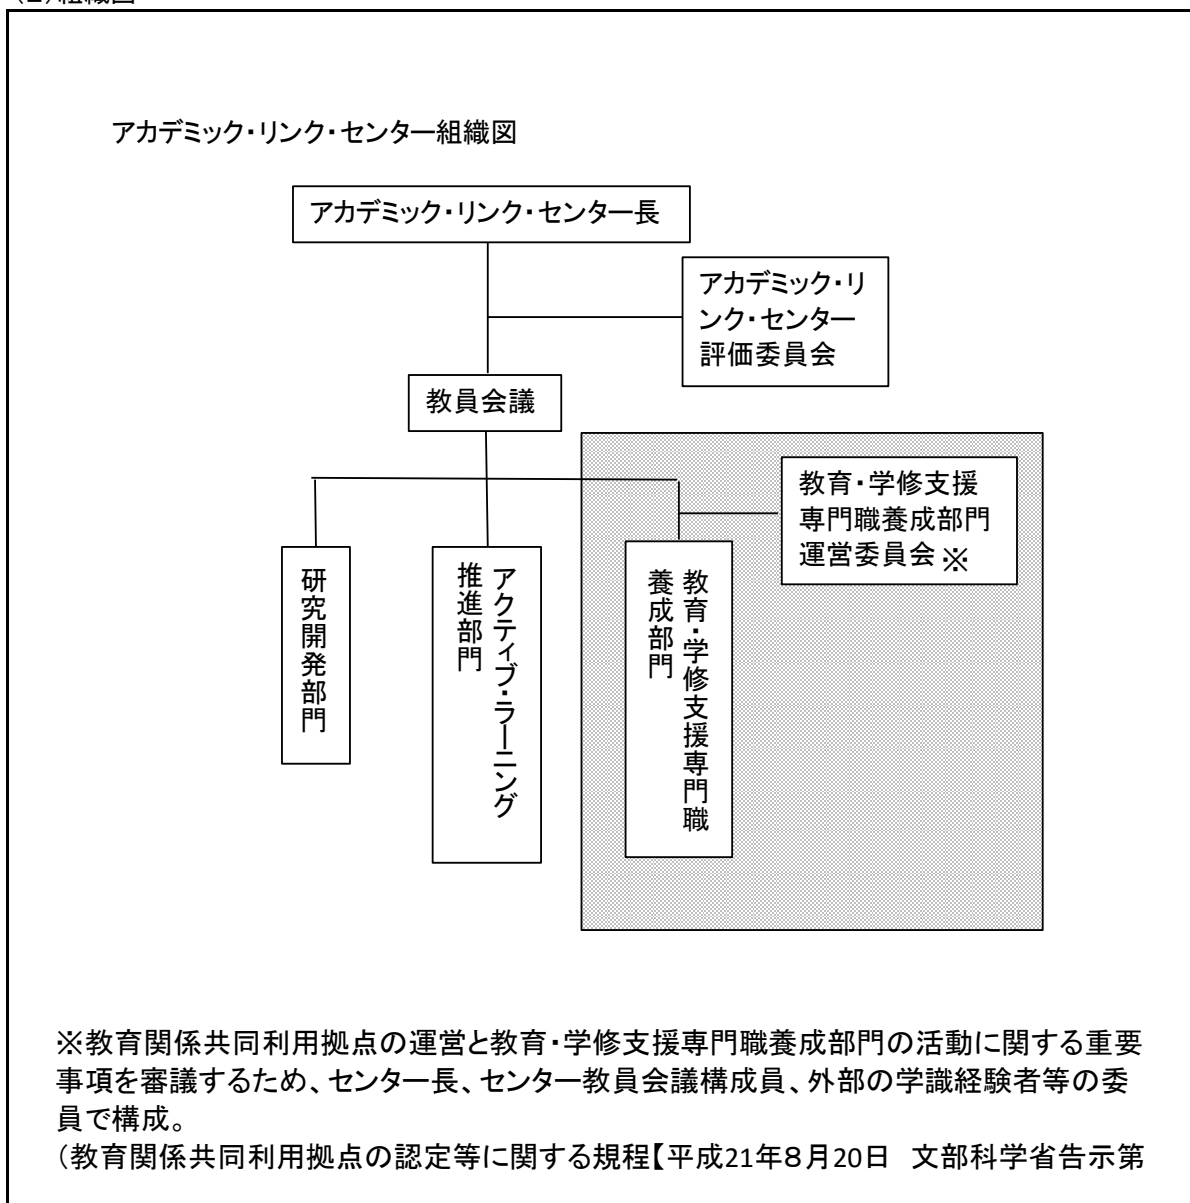 (2)組織図
アカデミック・リンク・センター組織図
アカデミック・リンク・センター長
アカデミック・リ
ンク・センター
評価委員会
教員会議
教育・学修支援
専門職養成部門
運営委員会※
研究開発部門
アクティブ・ラーニング
推進部門
教育・学修支援専門職
養成部門
※教育関係共同利用拠点の運営と教育・学修支援専門職養成部門の活動に関する重要
事項を審議するため、センター長、センター教員会議構成員、外部の学識経験者等の委
員で構成。
(教育関係共同利用拠点の認定等に関する規程【平成21年8月20日　文部科学省告示第